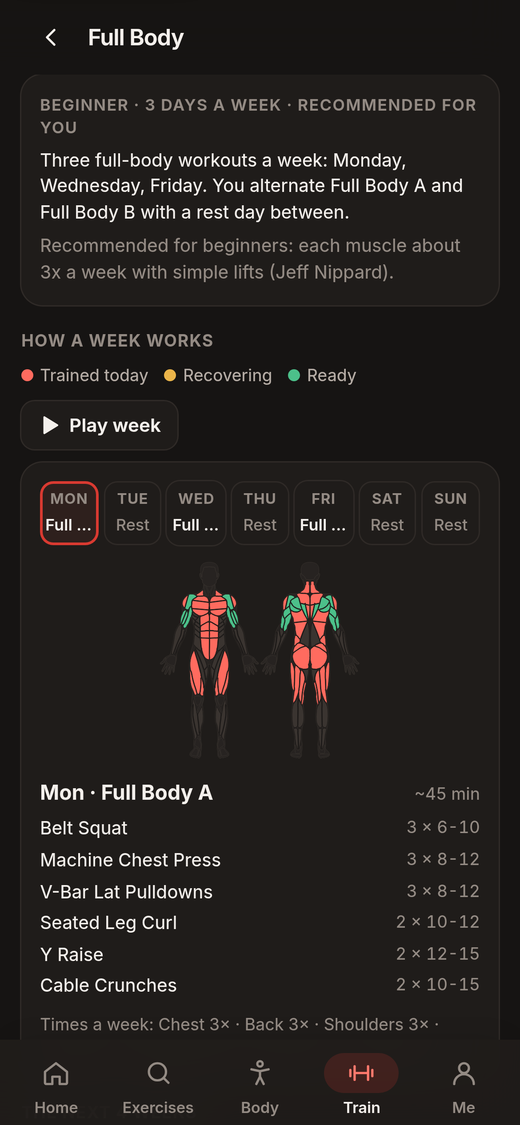 Full Body
BEGINNER · 3 DAYS A WEEK · RECOMMENDED FOR
YOU
Three full-body workouts a week: Monday,
Wednesday, Friday. You alternate Full Body A and
Full Body B with a rest day between.
Recommended for beginners: each muscle about
3x a week with simple lifts (Jeff Nippard).
HOW A WEEK WORKS
Trained today Recovering Ready
Play week
MON TUE WED THU FRI SAT SUN
Full ... Rest Full ... Rest Full ... Rest Rest
Mon · Full Body A ~45 min
Belt Squat 3 × 6-10
Machine Chest Press 3 × 8-12
V-Bar Lat Pulldowns 3 × 8-12
Seated Leg Curl 2 × 10-12
Y Raise 2 × 12-15
Cable Crunches 2 × 10-15
Times a week: Chest 3× · Back 3× · Shoulders 3× ·
Home Exercises Body Train Me